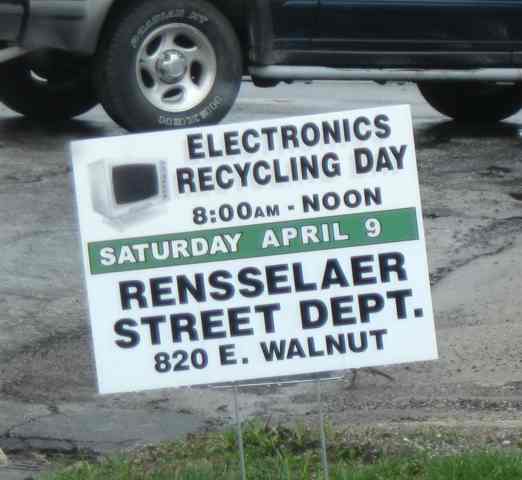 ELECTRONICS
RECYCLING DAY
8:00AM - NOON
SATURDAY APRIL 9
RENSSELAER
STREET DEPT.
820 E. WALNUT